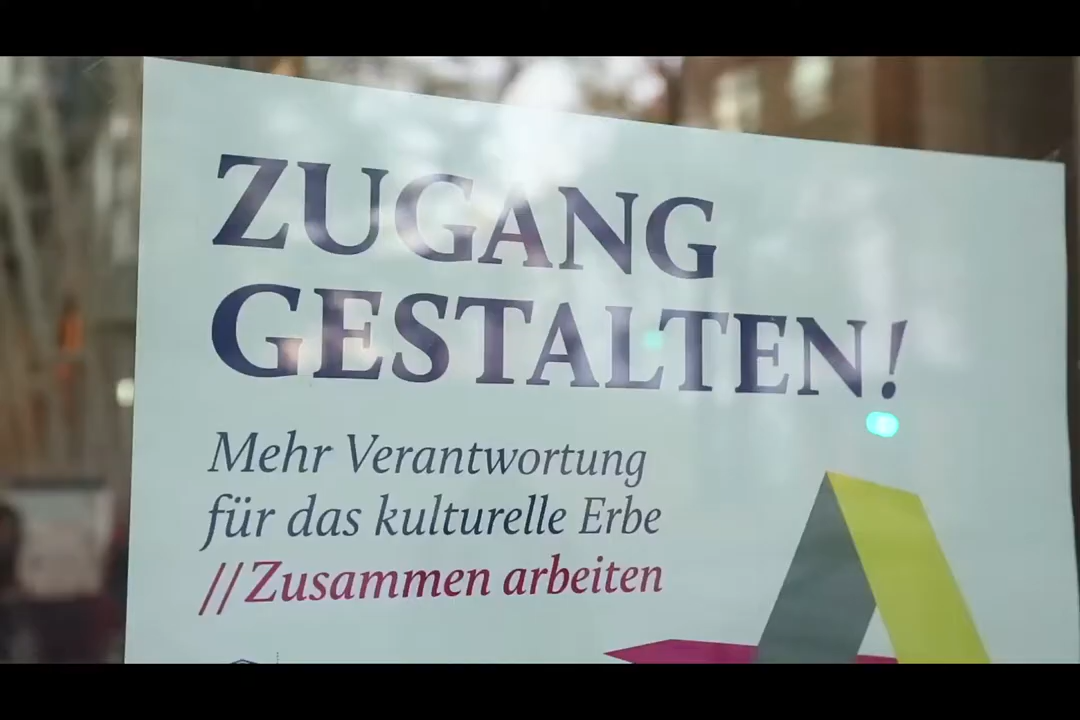 ZUGANG
GESTALTEN!
Mehr Verantwortung
für das kulturelle Erbe
//Zusammen arbeiten